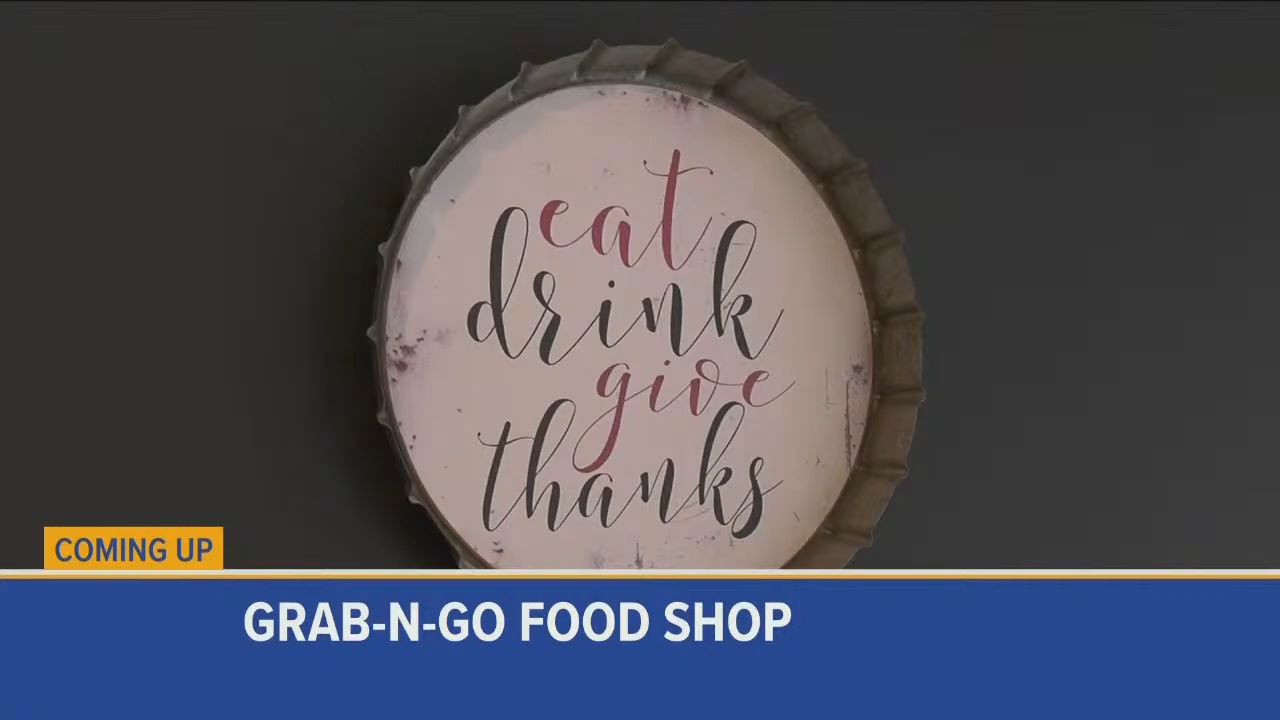 eat
drink
give
thanks
COMING UP
GRAB-N-GO FOOD SHOP